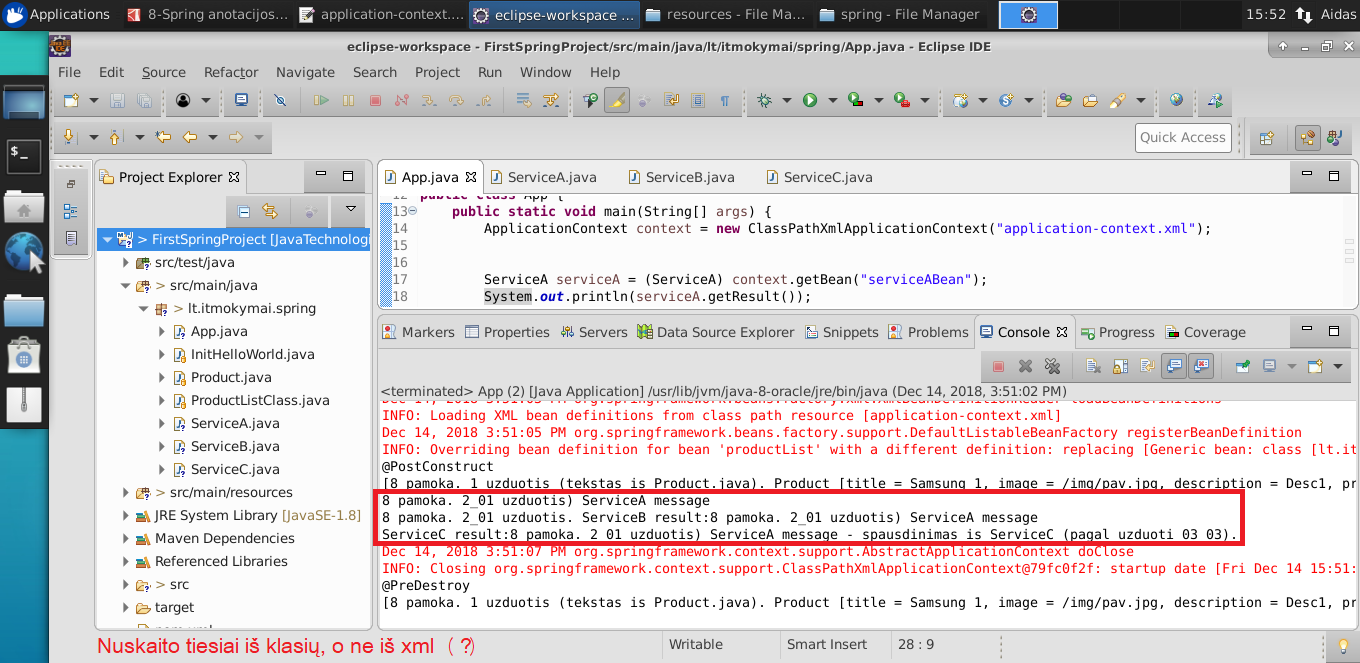 Applications
8-Spring anotacijos...
application-context....
eclipse-workspace ...
resources - File Ma...
spring - File Manager
15:52
Aidas
eclipse-workspace - FirstSpringProject/src/main/java/lt/itmokymai/spring/App.java - Eclipse IDE
File Edit Source Refactor Navigate Search Project Run Window Help
Quick Access
Project Explorer
> FirstSpringProject [JavaTechnologi
src/test/java
> src/main/java
> lt.itmokymai.spring
App.java
InitHelloWorld.java
Product.java
ProductListClass.java
ServiceA.java
ServiceB.java
ServiceC.java
> src/main/resources
JRE System Library [JavaSE-1.8]
Maven Dependencies
Referenced Libraries
> src
target
App.java ServiceA.java ServiceB.java ServiceC.java
12 public class App {
13 public static void main(String[] args) {
14 ApplicationContext context = new ClassPathXmlApplicationContext("application-context.xml");
15
16
17 ServiceA serviceA = (ServiceA) context.getBean("serviceABean");
18 System.out.println(serviceA.getResult());
Markers Properties Servers Data Source Explorer Snippets Problems Console Progress Coverage
<terminated> App (2) [Java Application] /usr/lib/jvm/java-8-oracle/jre/bin/java (Dec 14, 2018, 3:51:02 PM)
INFO: Loading XML bean definitions from class path resource [application-context.xml]
Dec 14, 2018 3:51:05 PM org.springframework.beans.factory.support.DefaultListableBeanFactory registerBeanDefinition
INFO: Overriding bean definition for bean 'productList' with a different definition: replacing [Generic bean: class [lt.it
@PostConstruct
[8 pamoka. 1 uzduotis (tekstas is Product.java). Product [title = Samsung 1, image = /img/pav.jpg, description = Desc1, pr
8 pamoka. 2_01 uzduotis) ServiceA message
8 pamoka. 2_01 uzduotis. ServiceB result:8 pamoka. 2_01 uzduotis) ServiceA message
ServiceC result:8 pamoka. 2_01 uzduotis) ServiceA message - spausdinimas is ServiceC (pagal uzduoti 03_03).
Dec 14, 2018 3:51:07 PM org.springframework.context.support.AbstractApplicationContext doClose
INFO: Closing org.springframework.context.support.ClassPathXmlApplicationContext@79fc0f2f: startup date [Fri Dec 14 15:51:
@PreDestroy
[8 pamoka. 1 uzduotis (tekstas is Product.java). Product [title = Samsung 1, image = /img/pav.jpg, description = Desc1, pr
Nuskaito tiesiai iš klasių, o ne iš xml (?)
Writable
Smart Insert
28 : 9